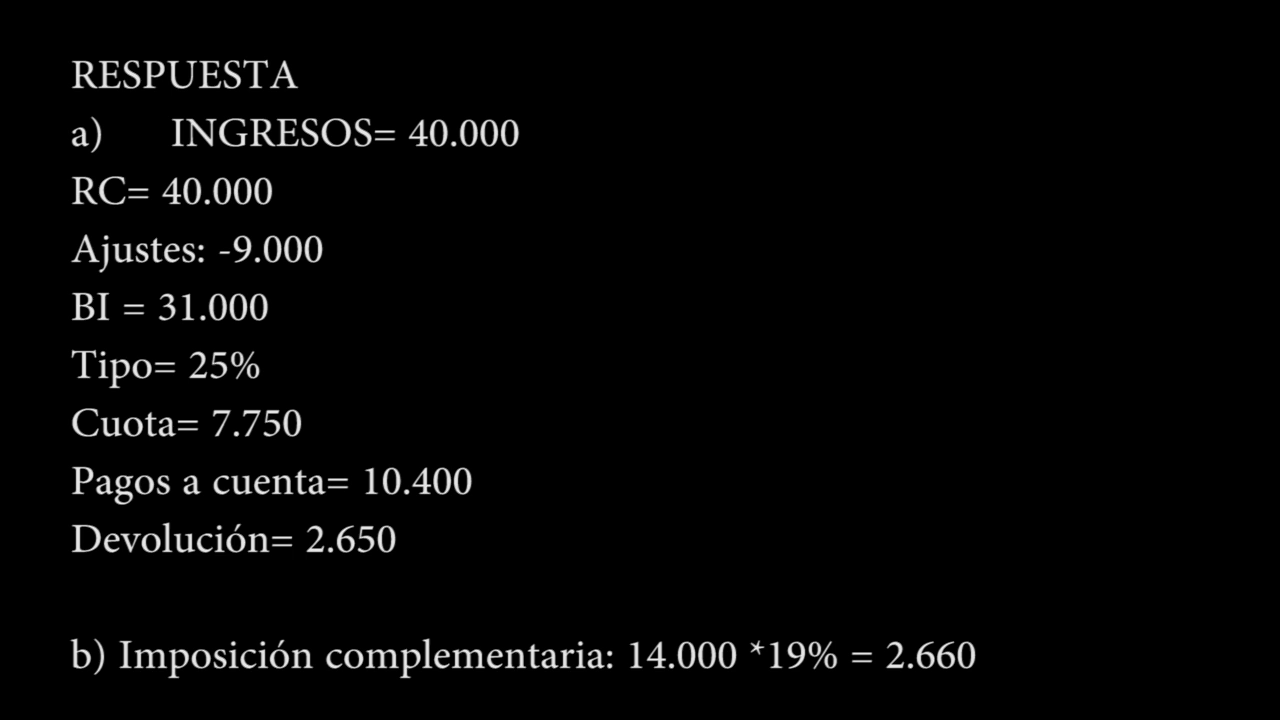 RESPUESTA
a) INGRESOS= 40.000
RC= 40.000
Ajustes: -9.000
BI = 31.000
Tipo= 25%
Cuota= 7.750
Pagos a cuenta= 10.400
Devolución= 2.650
b) Imposición complementaria: 14.000 *19% = 2.660